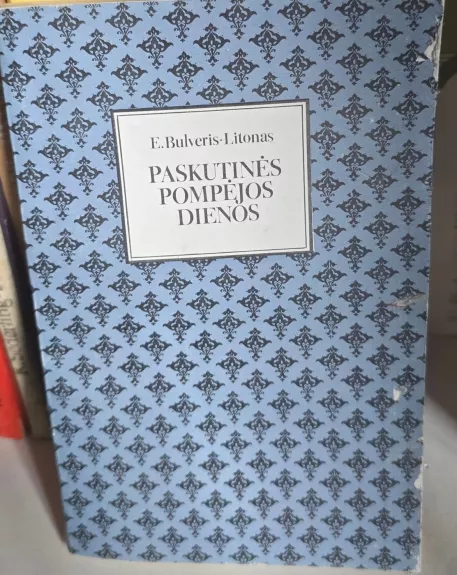 E.Bulveris-Litonas
PASKUTINĖS
POMPĖJOS
DIENOS